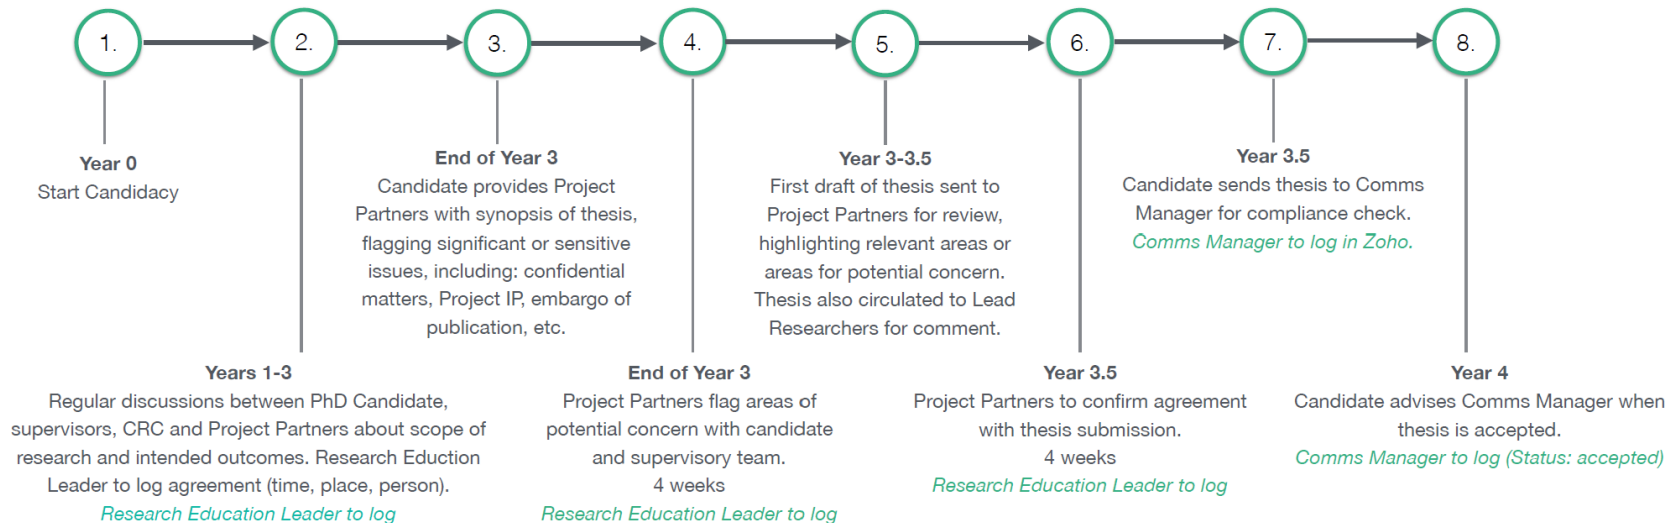 1.
2.
3.
4.
5.
6.
7.
8.
Year 0
Start Candidacy
Years 1-3
Regular discussions between PhD Candidate,
supervisors, CRC and Project Partners about scope of
research and intended outcomes. Research Eduction
Leader to log agreement (time, place, person).
Research Education Leader to log
End of Year 3
Candidate provides Project
Partners with synopsis of thesis,
flagging significant or sensitive
issues, including: confidential
matters, Project IP, embargo of
publication, etc.
End of Year 3
Project Partners flag areas of
potential concern with candidate
and supervisory team.
4 weeks
Research Education Leader to log
Year 3-3.5
First draft of thesis sent to
Project Partners for review,
highlighting relevant areas or
areas for potential concern.
Thesis also circulated to Lead
Researchers for comment.
Year 3.5
Project Partners to confirm agreement
with thesis submission.
4 weeks
Research Education Leader to log
Year 3.5
Candidate sends thesis to Comms
Manager for compliance check.
Comms Manager to log in Zoho.
Year 4
Candidate advises Comms Manager when
thesis is accepted.
Comms Manager to log (Status: accepted)